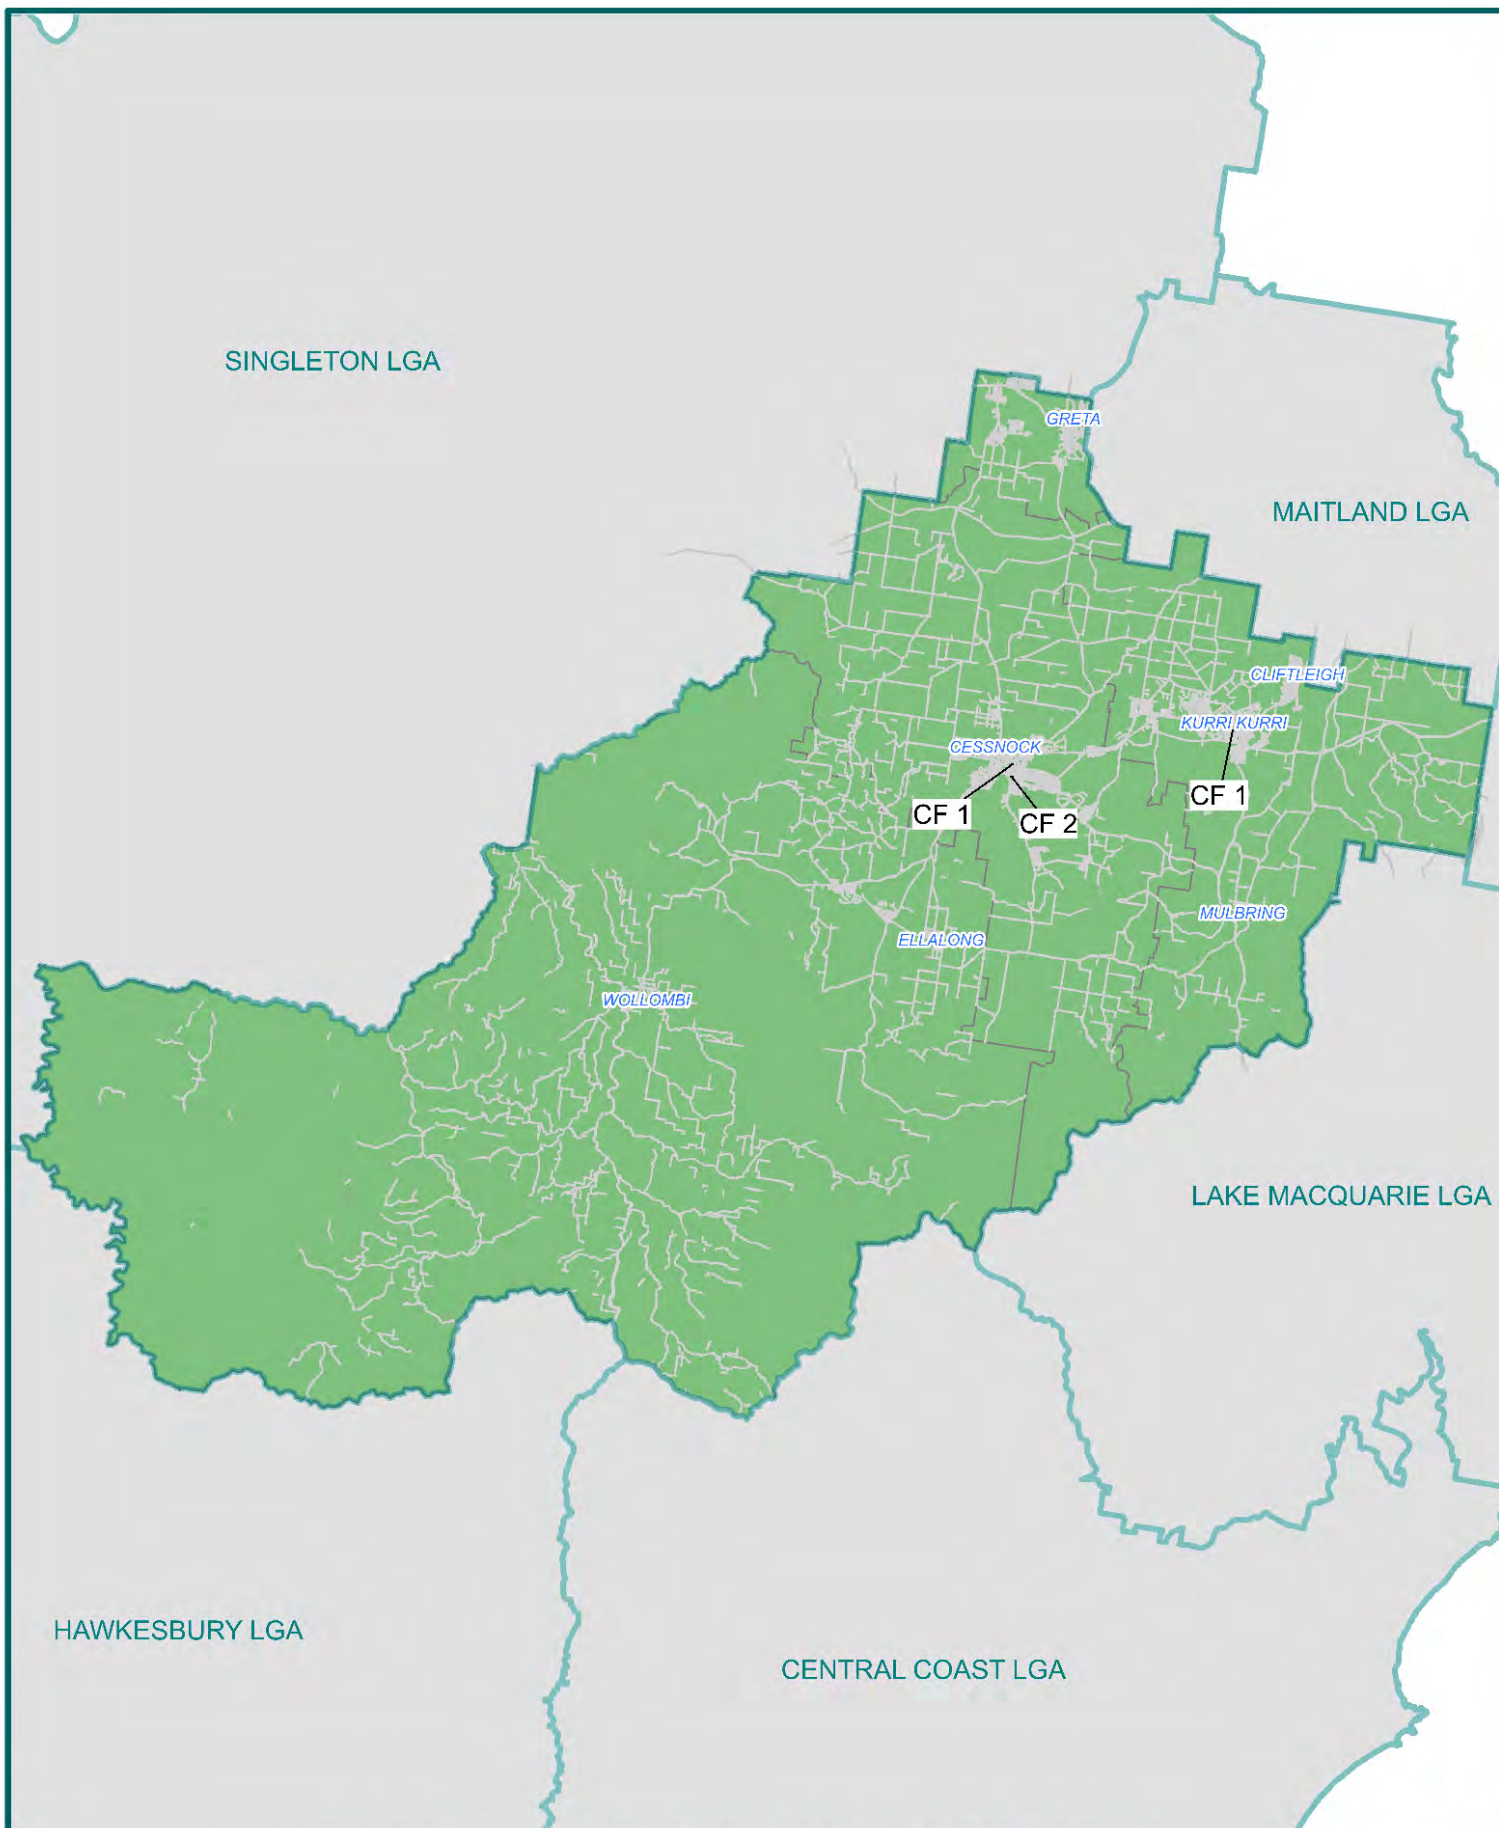 SINGLETON LGA
GRETA
MAITLAND LGA
CLIFTLEIGH
KURRI KURRI
CESSNOCK
CF 1
CF 1
CF 2
MULBRING
ELLALONG
WOLLOMBI
LAKE MACQUARIE LGA
HAWKESBURY LGA
CENTRAL COAST LGA